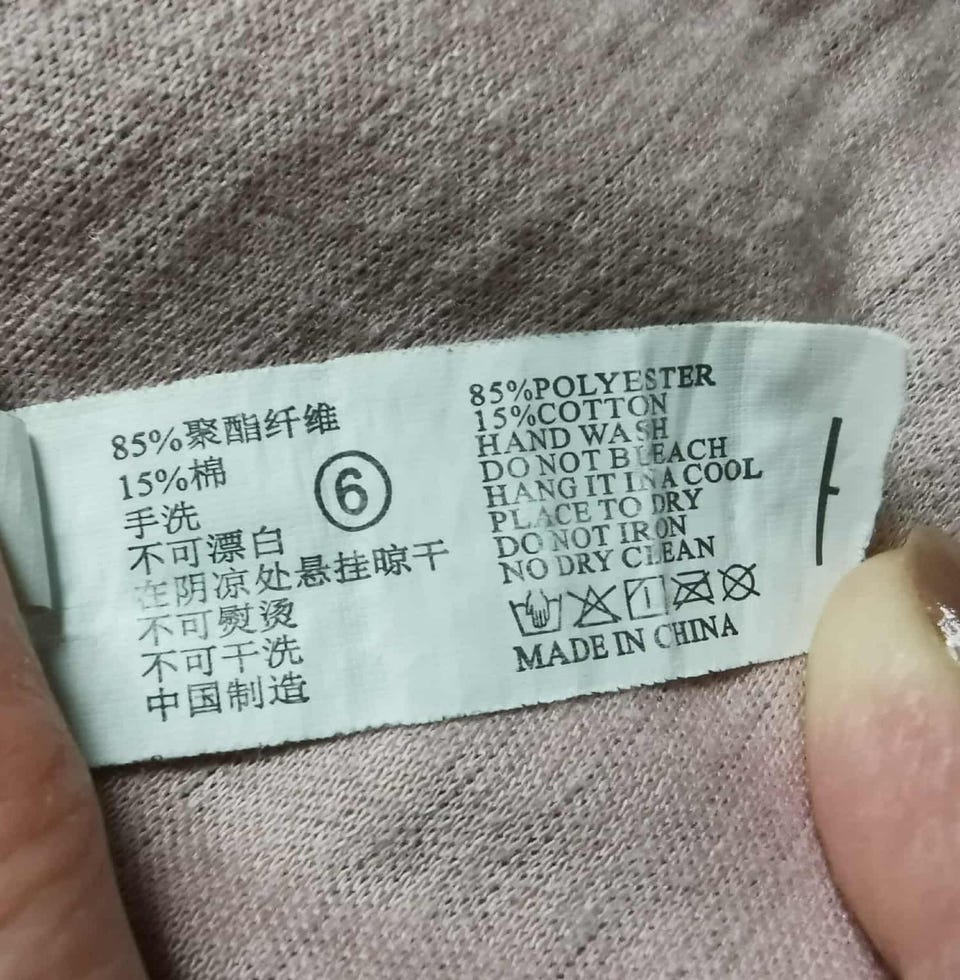 85%聚酯纤维
15%棉
手洗
不可漂白
在阴凉处悬挂晾干
不可熨烫
不可干洗
中国制造
6
85%POLYESTER
15%COTTON
HAND WASH
DO NOT BLEACH
HANG IT IN A COOL
PLACE TO DRY
DO NOT IRON
NO DRY CLEAN
MADE IN CHINA